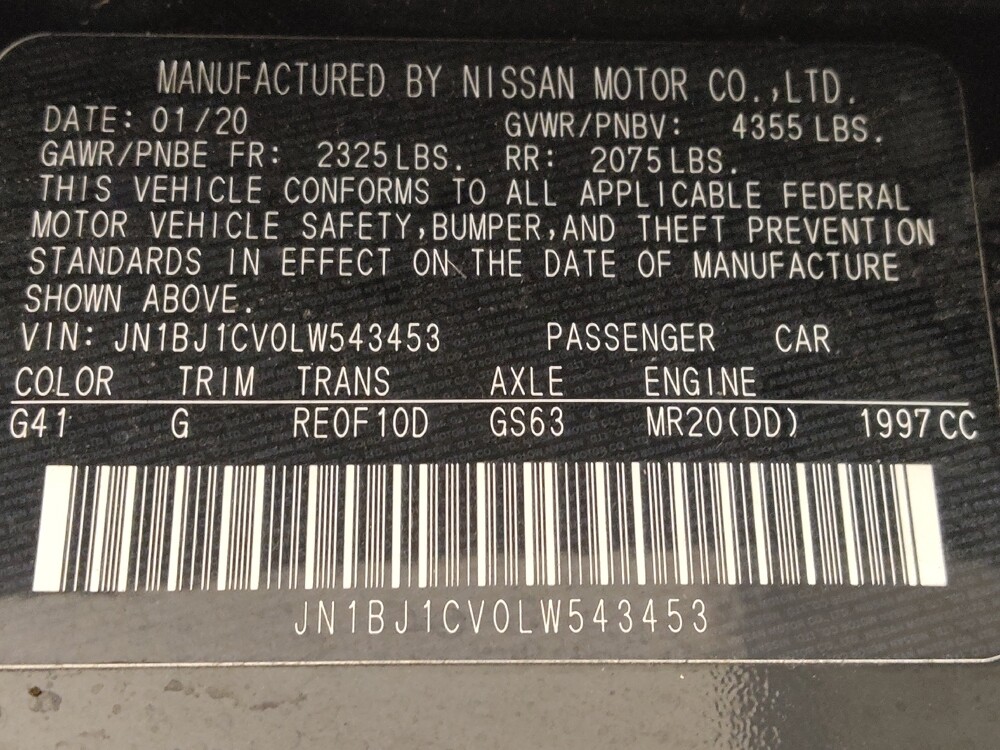 MANUFACTURED BY NISSAN MOTOR CO.,LTD.
DATE: 01/20 GVWR/PNBV: 4355 LBS.
GAWR/PNBE FR: 2325 LBS. RR: 2075 LBS.
THIS VEHICLE CONFORMS TO ALL APPLICABLE FEDERAL
MOTOR VEHICLE SAFETY,BUMPER,AND THEFT PREVENTION
STANDARDS IN EFFECT ON THE DATE OF MANUFACTURE
SHOWN ABOVE.
VIN: JN1BJ1CV0LW543453 PASSENGER CAR
COLOR TRIM TRANS AXLE ENGINE
G41 G RE0F10D GS63 MR20(DD) 1997 CC
JN1BJ1CV0LW543453